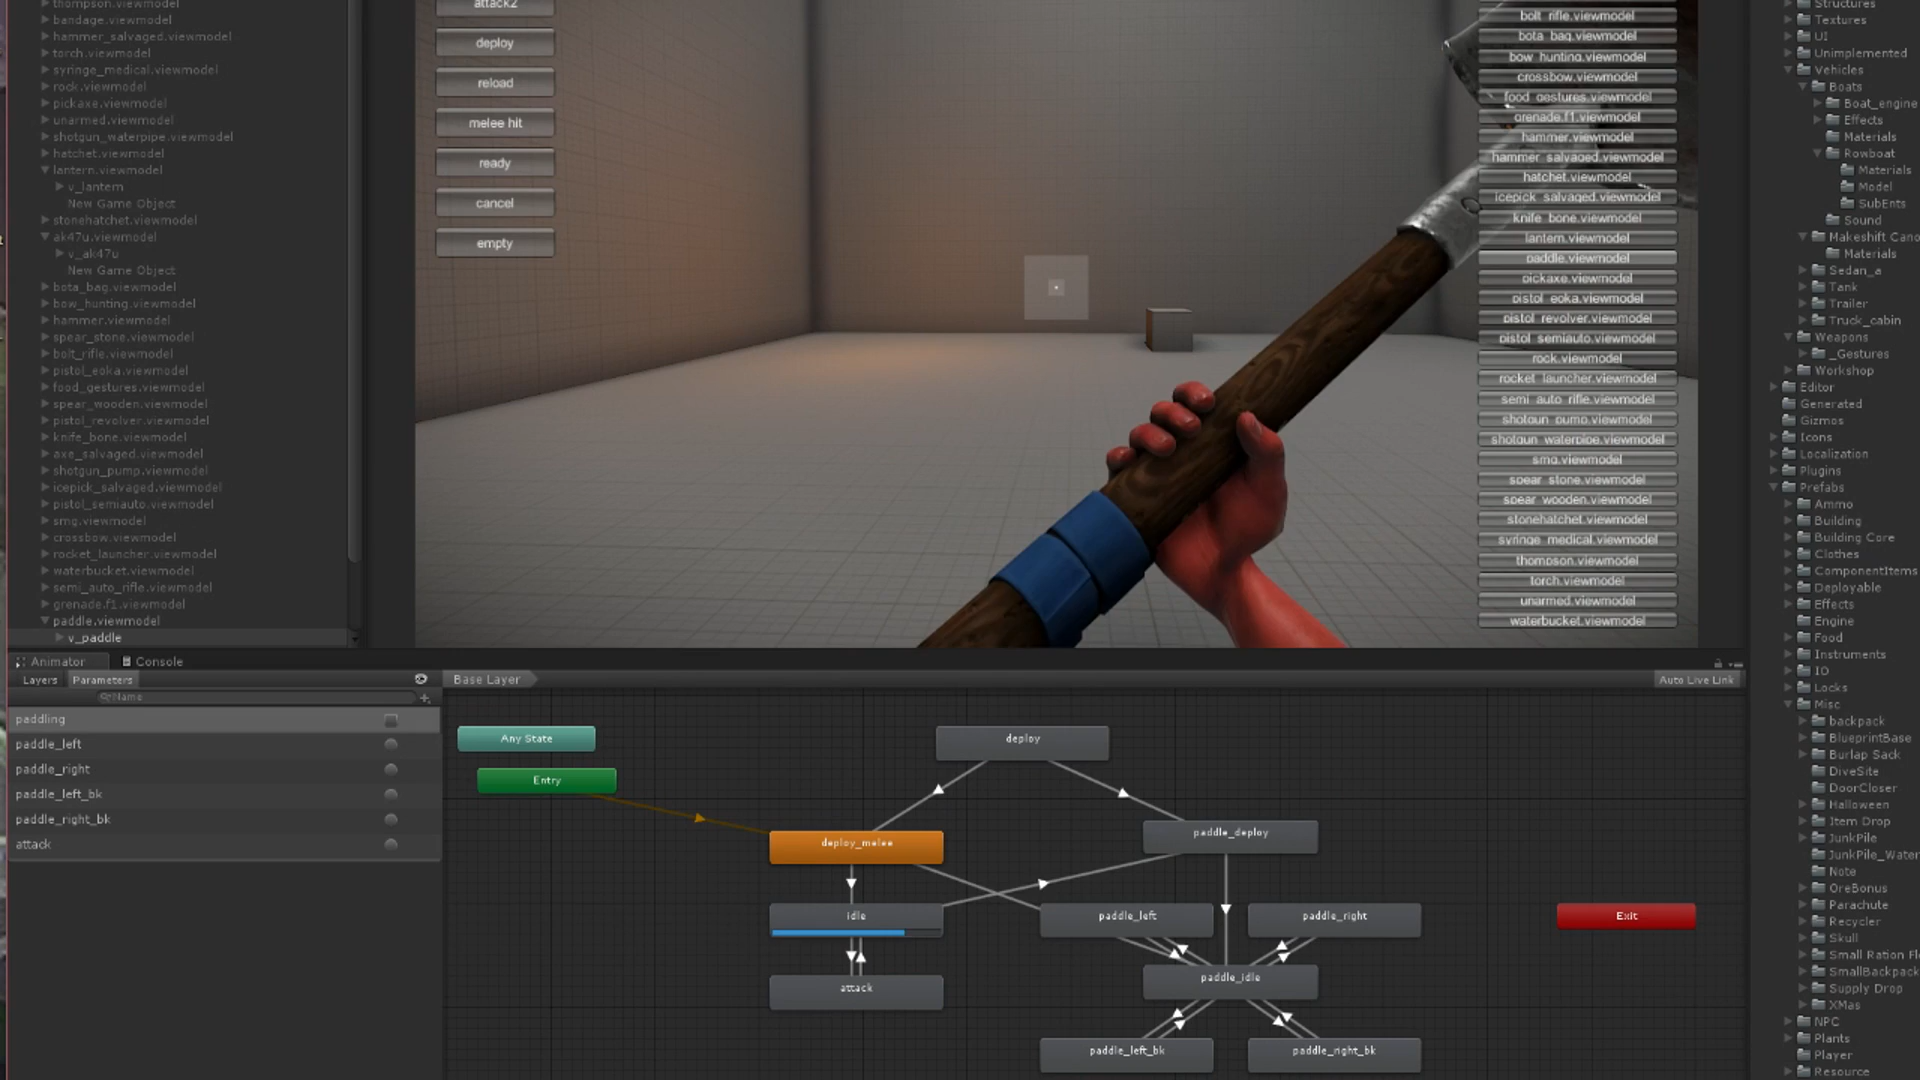 thompson.viewmodel
bandage.viewmodel
hammer_salvaged.viewmodel
torch.viewmodel
syringe_medical.viewmodel
rock.viewmodel
pickaxe.viewmodel
unarmed.viewmodel
shotgun_waterpipe.viewmodel
hatchet.viewmodel
lantern.viewmodel
v_lantern
New Game Object
stonehatchet.viewmodel
ak47u.viewmodel
v_ak47u
New Game Object
bota_bag.viewmodel
bow_hunting.viewmodel
hammer.viewmodel
spear_stone.viewmodel
bolt_rifle.viewmodel
pistol_eoka.viewmodel
food_gestures.viewmodel
spear_wooden.viewmodel
pistol_revolver.viewmodel
knife_bone.viewmodel
axe_salvaged.viewmodel
shotgun_pump.viewmodel
icepick_salvaged.viewmodel
pistol_semiauto.viewmodel
smg.viewmodel
crossbow.viewmodel
rocket_launcher.viewmodel
waterbucket.viewmodel
semi_auto_rifle.viewmodel
grenade.f1.viewmodel
paddle.viewmodel
v_paddle
attack2
deploy
reload
melee hit
ready
cancel
empty
bolt_rifle.viewmodel
bota_bag.viewmodel
bow_hunting.viewmodel
crossbow.viewmodel
food_gestures.viewmodel
grenade.f1.viewmodel
hammer.viewmodel
hammer_salvaged.viewmodel
hatchet.viewmodel
icepick_salvaged.viewmodel
knife_bone.viewmodel
lantern.viewmodel
paddle.viewmodel
pickaxe.viewmodel
pistol_eoka.viewmodel
pistol_revolver.viewmodel
pistol_semiauto.viewmodel
rock.viewmodel
rocket_launcher.viewmodel
semi_auto_rifle.viewmodel
shotgun_pump.viewmodel
shotgun_waterpipe.viewmodel
smg.viewmodel
spear_stone.viewmodel
spear_wooden.viewmodel
stonehatchet.viewmodel
syringe_medical.viewmodel
thompson.viewmodel
torch.viewmodel
unarmed.viewmodel
waterbucket.viewmodel
Structures
Textures
UI
Unimplemented
Vehicles
Boats
Boat_engine
Effects
Materials
Rowboat
Materials
Model
SubEnts
Sound
Makeshift Cano
Materials
Sedan_a
Tank
Trailer
Truck_cabin
Weapons
_Gestures
Workshop
Editor
Generated
Gizmos
Icons
Localization
Plugins
Prefabs
Ammo
Building
Building Core
Clothes
ComponentItems
Deployable
Effects
Engine
Food
Instruments
IO
Locks
Misc
backpack
BlueprintBase
Burlap Sack
DiveSite
DoorCloser
Halloween
Item Drop
JunkPile
JunkPile_Water
Note
OreBonus
Parachute
Recycler
Skull
Small Ration Fl
SmallBackpack
Supply Drop
XMas
NPC
Plants
Player
Resource
Animator
Console
Layers
Parameters
Name
paddling
paddle_left
paddle_right
paddle_left_bk
paddle_right_bk
attack
Base Layer
Auto Live Link
Any State
Entry
deploy
deploy_melee
paddle_deploy
idle
paddle_left
paddle_right
Exit
attack
paddle_idle
paddle_left_bk
paddle_right_bk